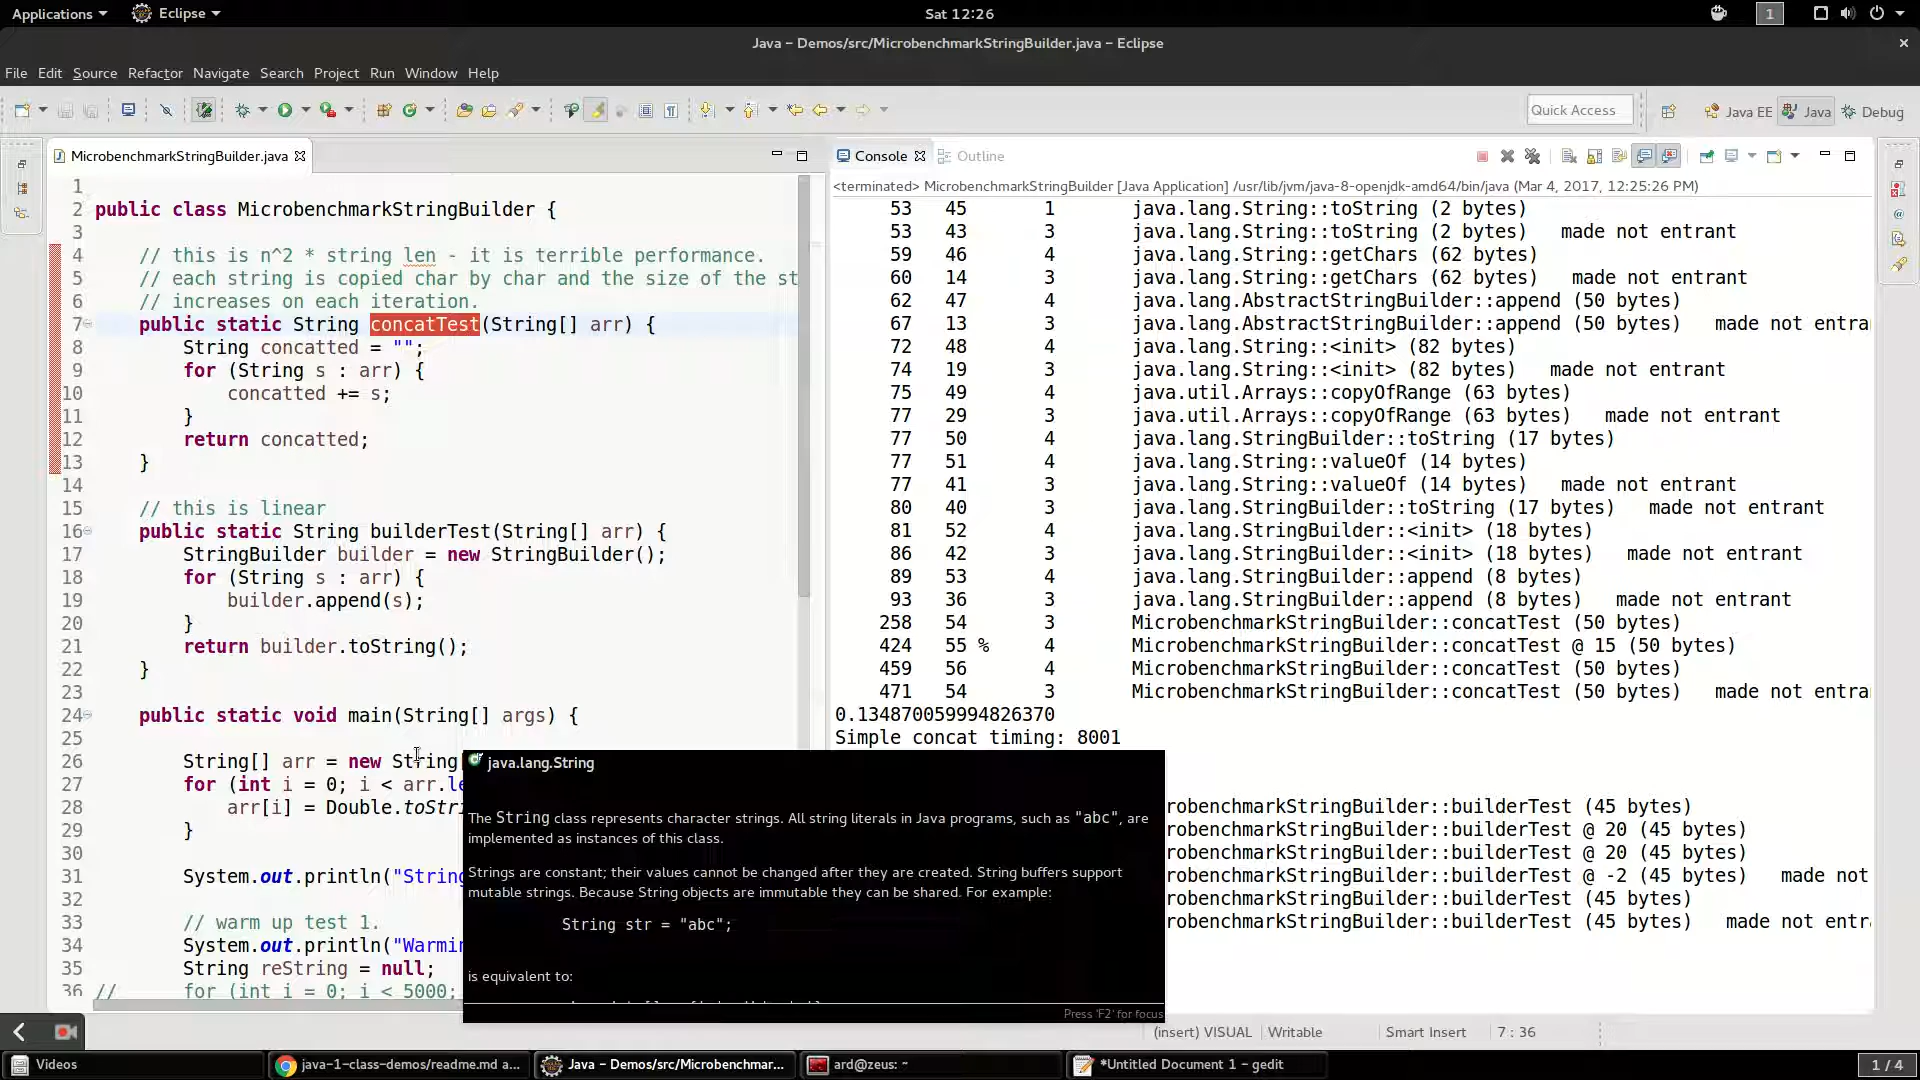 Applications
Eclipse
Sat 12:26
1
Java – Demos/src/MicrobenchmarkStringBuilder.java – Eclipse
File Edit Source Refactor Navigate Search Project Run Window Help
Quick Access
Java EE
Java
Debug
MicrobenchmarkStringBuilder.java
1
2 public class MicrobenchmarkStringBuilder {
3
4 // this is n^2 * string len - it is terrible performance.
5 // each string is copied char by char and the size of the st
6 // increases on each iteration.
7 public static String concatTest(String[] arr) {
8 String concatted = "";
9 for (String s : arr) {
10 concatted += s;
11 }
12 return concatted;
13 }
14
15 // this is linear
16 public static String builderTest(String[] arr) {
17 StringBuilder builder = new StringBuilder();
18 for (String s : arr) {
19 builder.append(s);
20 }
21 return builder.toString();
22 }
23
24 public static void main(String[] args) {
25
26 String[] arr = new String
27 for (int i = 0; i < arr.le
28 arr[i] = Double.toStri
29 }
30
31 System.out.println("String
32
33 // warm up test 1.
34 System.out.println("Warmin
35 String reString = null;
36 // for (int i = 0; i < 5000;
Console
Outline
<terminated> MicrobenchmarkStringBuilder [Java Application] /usr/lib/jvm/java-8-openjdk-amd64/bin/java (Mar 4, 2017, 12:25:26 PM)
53 45 1 java.lang.String::toString (2 bytes)
53 43 3 java.lang.String::toString (2 bytes) made not entrant
59 46 4 java.lang.String::getChars (62 bytes)
60 14 3 java.lang.String::getChars (62 bytes) made not entrant
62 47 4 java.lang.AbstractStringBuilder::append (50 bytes)
67 13 3 java.lang.AbstractStringBuilder::append (50 bytes) made not entra
72 48 4 java.lang.String::<init> (82 bytes)
74 19 3 java.lang.String::<init> (82 bytes) made not entrant
75 49 4 java.util.Arrays::copyOfRange (63 bytes)
77 29 3 java.util.Arrays::copyOfRange (63 bytes) made not entrant
77 50 4 java.lang.StringBuilder::toString (17 bytes)
77 51 4 java.lang.String::valueOf (14 bytes)
77 41 3 java.lang.String::valueOf (14 bytes) made not entrant
80 40 3 java.lang.StringBuilder::toString (17 bytes) made not entrant
81 52 4 java.lang.StringBuilder::<init> (18 bytes)
86 42 3 java.lang.StringBuilder::<init> (18 bytes) made not entrant
89 53 4 java.lang.StringBuilder::append (8 bytes)
93 36 3 java.lang.StringBuilder::append (8 bytes) made not entrant
258 54 3 MicrobenchmarkStringBuilder::concatTest (50 bytes)
424 55 % 4 MicrobenchmarkStringBuilder::concatTest @ 15 (50 bytes)
459 56 4 MicrobenchmarkStringBuilder::concatTest (50 bytes)
471 54 3 MicrobenchmarkStringBuilder::concatTest (50 bytes) made not entra
0.134870059994826370
Simple concat timing: 8001
robenchmarkStringBuilder::builderTest (45 bytes)
robenchmarkStringBuilder::builderTest @ 20 (45 bytes)
robenchmarkStringBuilder::builderTest @ 20 (45 bytes)
robenchmarkStringBuilder::builderTest @ -2 (45 bytes) made not
robenchmarkStringBuilder::builderTest (45 bytes)
robenchmarkStringBuilder::builderTest (45 bytes) made not entr
java.lang.String
The String class represents character strings. All string literals in Java programs, such as "abc", are
implemented as instances of this class.
Strings are constant; their values cannot be changed after they are created. String buffers support
mutable strings. Because String objects are immutable they can be shared. For example:
String str = "abc";
is equivalent to:
Press 'F2' for focus
(insert) VISUAL
Writable
Smart Insert
7 : 36
Videos
java-1-class-demos/readme.md a...
Java – Demos/src/Microbenchmar...
ard@zeus: ~
*Untitled Document 1 – gedit
1 / 4